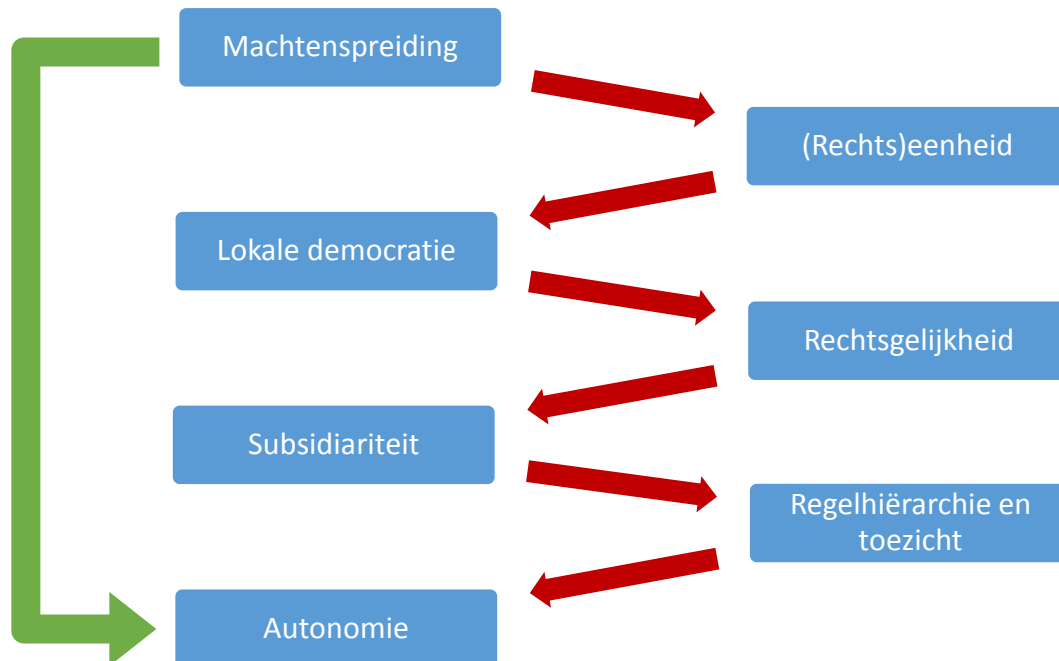 Machtenspreiding
(Rechts)eenheid
Lokale democratie
Rechtsgelijkheid
Subsidiariteit
Regelhiërarchie en
toezicht
Autonomie